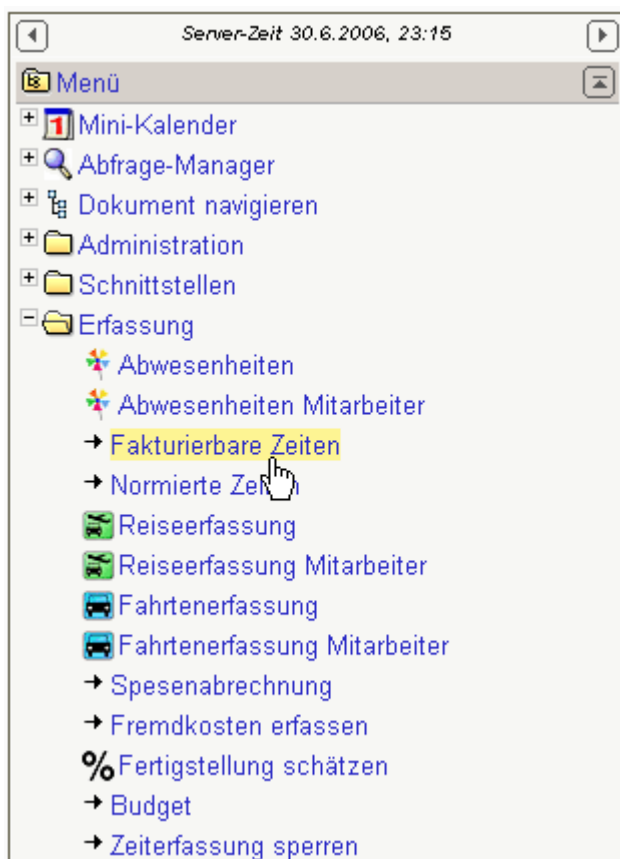 Server-Zeit 30.6.2006, 23:15
Menü
Mini-Kalender
Abfrage-Manager
Dokument navigieren
Administration
Schnittstellen
Erfassung
Abwesenheiten
Abwesenheiten Mitarbeiter
Fakturierbare Zeiten
Normierte
Reiseerfassung
Reiseerfassung Mitarbeiter
Fahrtenerfassung
Fahrtenerfassung Mitarbeiter
Spesenabrechnung
Fremdkosten erfassen
% Fertigstellung schätzen
Budget
Zeiterfassung sperren